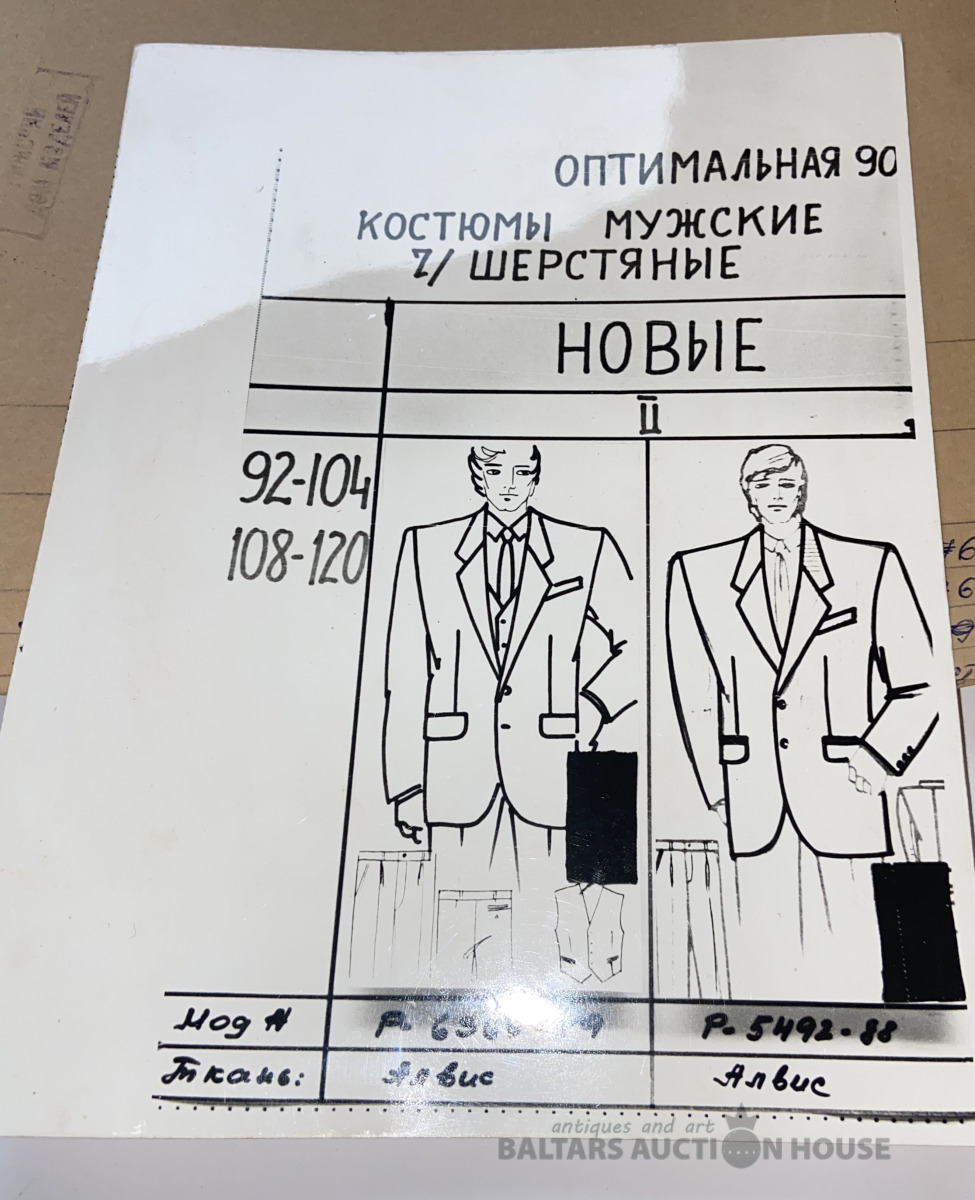 ОПТИМАЛЬНАЯ 90
КОСТЮМЫ МУЖСКИЕ
Z/ ШЕРСТЯНЫЕ
НОВЫЕ
II
92-104
108-120
Мод N
Р-5492-88
Ткань:
Алвис
Алвис
antiques and art
BALTARS AUCTION HOUSE